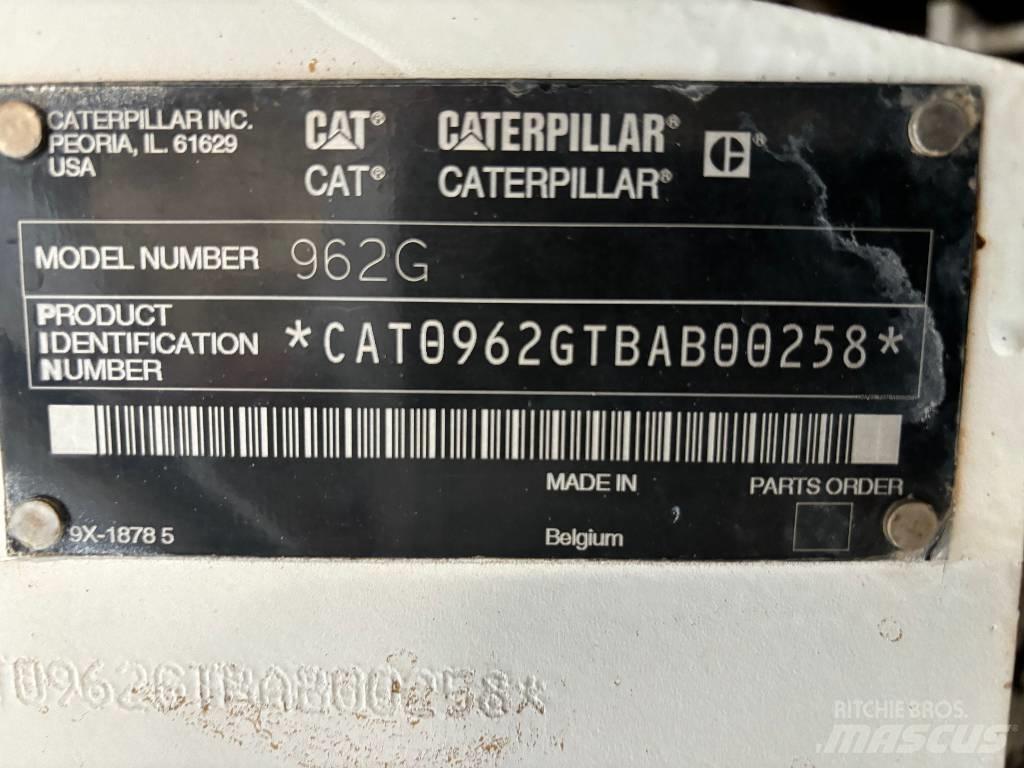 CATERPILLAR INC.
PEORIA, IL. 61629
USA
CAT® CATERPILLAR® C®
CAT® CATERPILLAR®
MODEL NUMBER 962G
PRODUCT
IDENTIFICATION
NUMBER
*CAT0962GTBAB00258*
MADE IN
PARTS ORDER
9X-1878 5
Belgium
RITCHIE BROS.
MASCUS